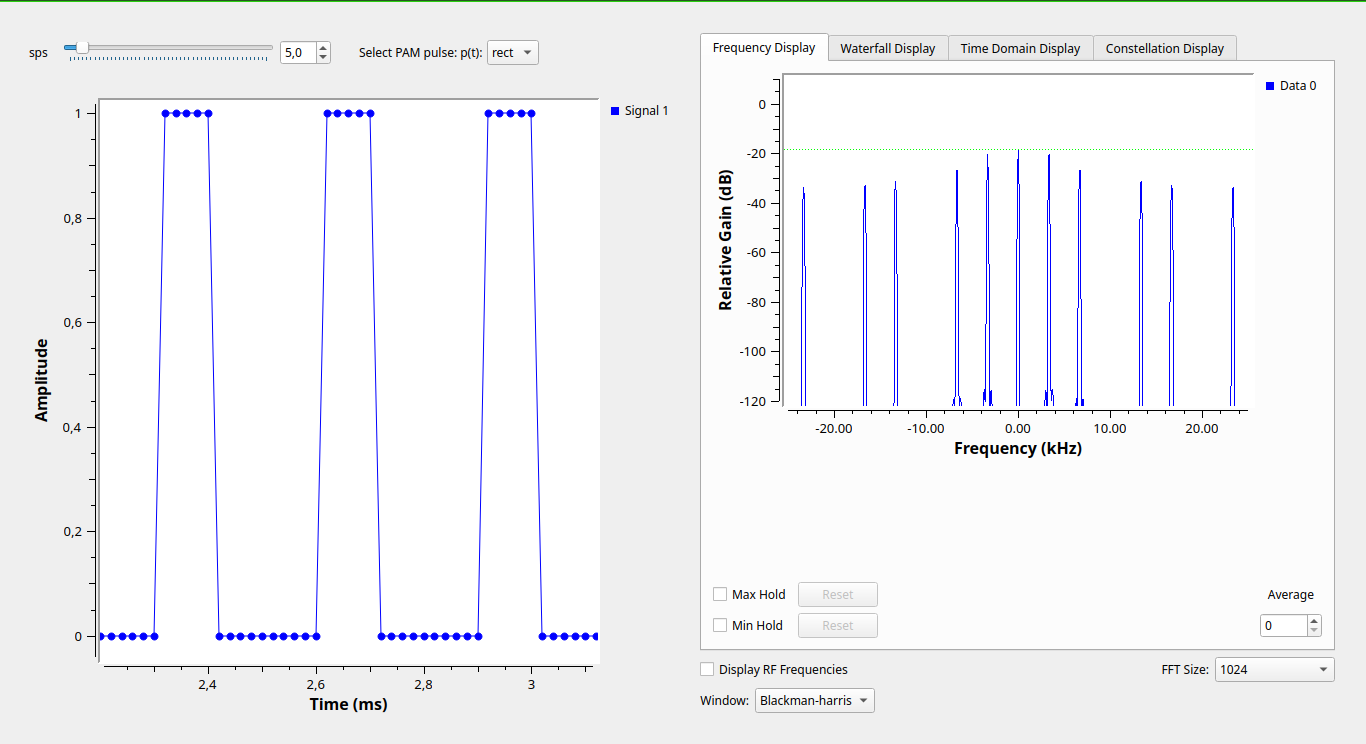 sps
5,0
Select PAM pulse: p(t):
rect
Signal 1
1
0,8
0,6
0,4
0,2
0
Amplitude
2,4
2,6
2,8
3
Time (ms)
Frequency Display
Waterfall Display
Time Domain Display
Constellation Display
Data 0
0
-20
-40
-60
-80
-100
-120
Relative Gain (dB)
-20.00
-10.00
0.00
10.00
20.00
Frequency (kHz)
Max Hold
Reset
Average
Min Hold
Reset
0
Display RF Frequencies
FFT Size:
1024
Window:
Blackman-harris